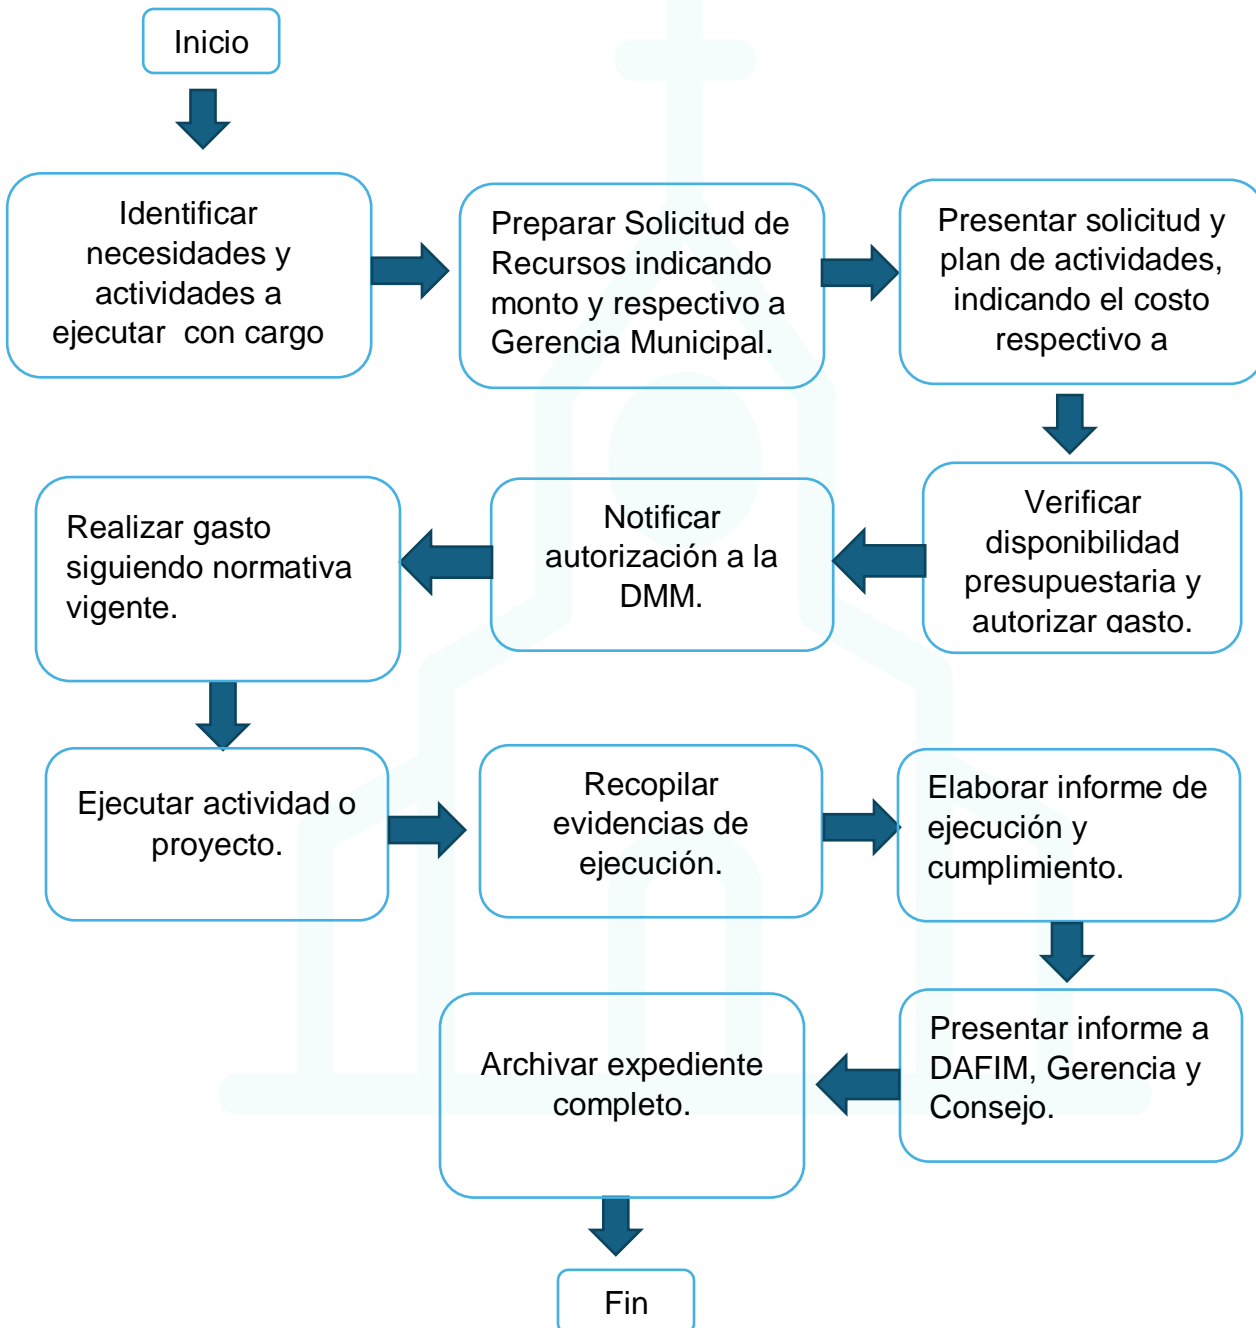 Inicio
Identificar
necesidades y
actividades a
ejecutar  con cargo
Preparar Solicitud de
Recursos indicando
monto y respectivo a
Gerencia Municipal.
Presentar solicitud y
plan de actividades,
indicando el costo
respectivo a
Verificar
disponibilidad
presupuestaria y
autorizar gasto.
Notificar
autorización a la
DMM.
Realizar gasto
siguiendo normativa
vigente.
Ejecutar actividad o
proyecto.
Recopilar
evidencias de
ejecución.
Elaborar informe de
ejecución y
cumplimiento.
Presentar informe a
DAFIM, Gerencia y
Consejo.
Archivar expediente
completo.
Fin